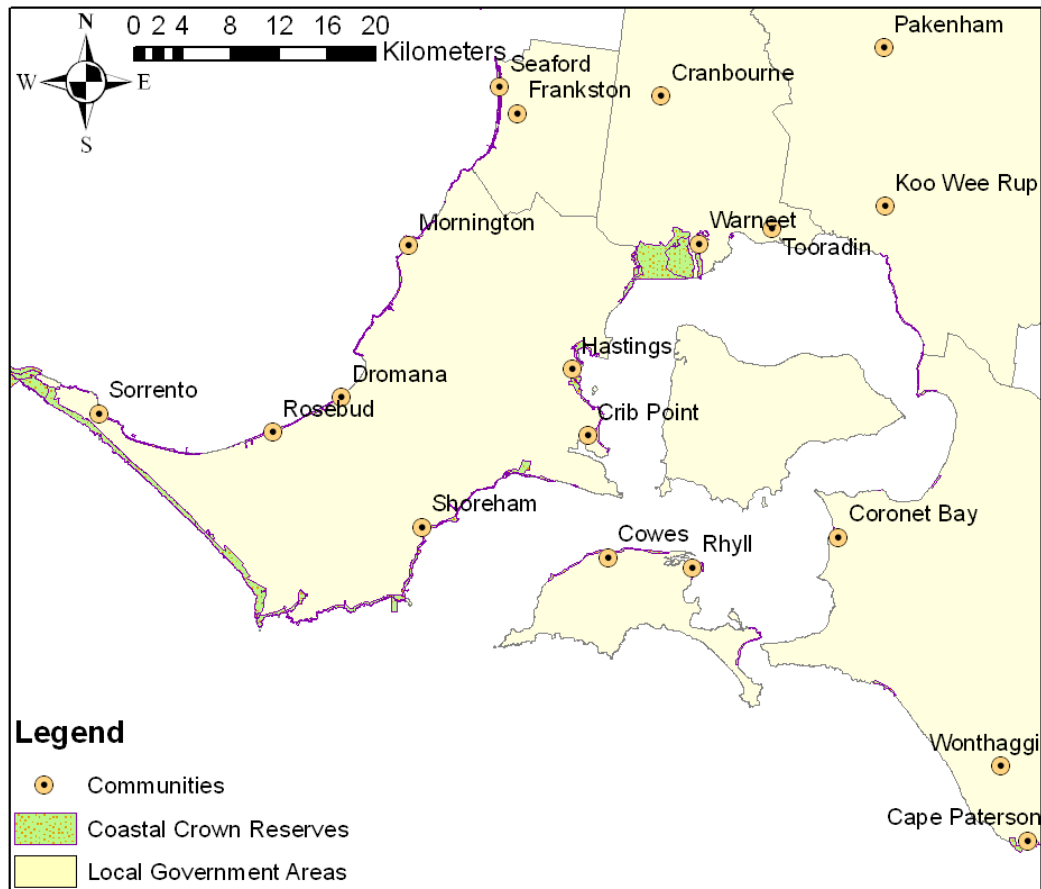 N
W E
S
0 2 4 8 12 16 20
Kilometers
Pakenham
Seaford
Cranbourne
Frankston
Koo Wee Rup
Mornington
Warneet
Tooradin
Hastings
Dromana
Sorrento
Rosebud
Crib Point
Shoreham
Coronet Bay
Cowes
Rhyll
Legend
Wonthaggi
Communities
Cape Paterson
Coastal Crown Reserves
Local Government Areas